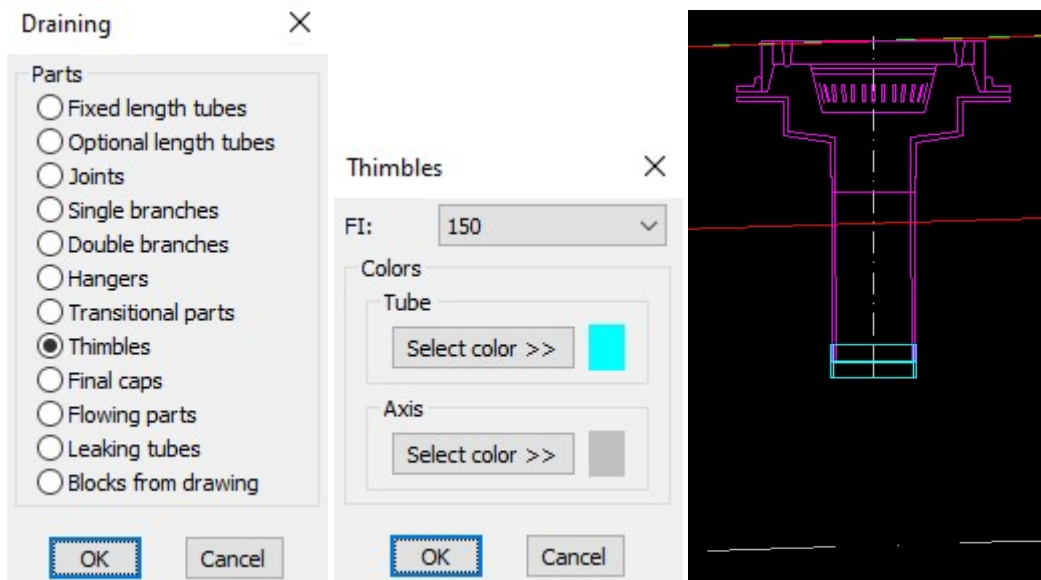 Draining
Parts
Fixed length tubes
Optional length tubes
Joints
Single branches
Double branches
Hangers
Transitional parts
Thimbles
Final caps
Flowing parts
Leaking tubes
Blocks from drawing
OK Cancel
Thimbles
FI: 150
Colors
Tube
Select color >>
Axis
Select color >>
OK Cancel